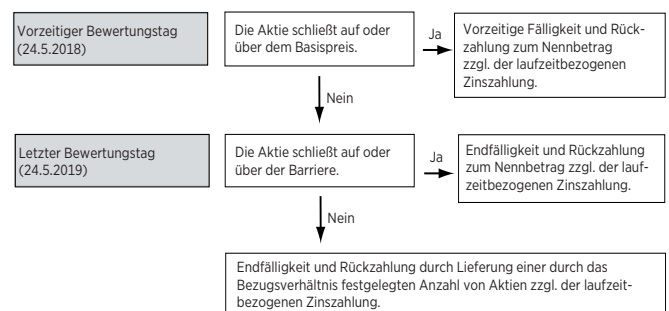 Vorzeitiger Bewertungstag
(24.5.2018)
Die Aktie schließt auf oder
über dem Basispreis.
Ja
Vorzeitige Fälligkeit und Rück-
zahlung zum Nennbetrag
zzgl. der laufzeitbezogenen
Zinszahlung.
Nein
Letzter Bewertungstag
(24.5.2019)
Die Aktie schließt auf oder
über der Barriere.
Ja
Endfälligkeit und Rückzahlung
zum Nennbetrag zzgl. der lauf-
zeitbezogenen Zinszahlung.
Nein
Endfälligkeit und Rückzahlung durch Lieferung einer durch das
Bezugsverhältnis festgelegten Anzahl von Aktien zzgl. der laufzeit-
bezogenen Zinszahlung.